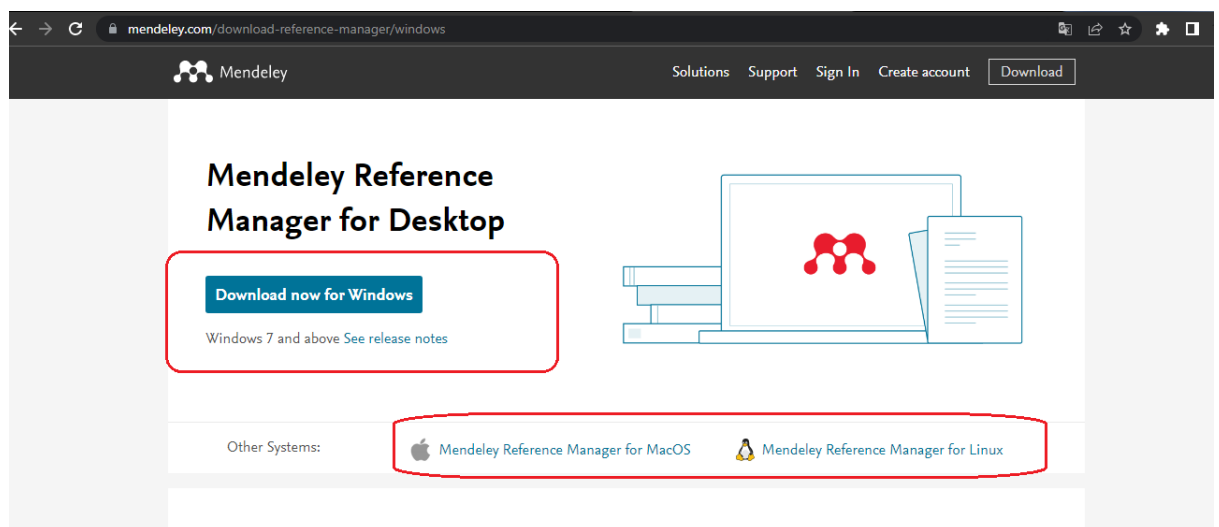 mendeley.com/download-reference-manager/windows
Mendeley
Solutions Support Sign In Create account Download
Mendeley Reference
Manager for Desktop
Download now for Windows
Windows 7 and above See release notes
Other Systems: Mendeley Reference Manager for MacOS Mendeley Reference Manager for Linux